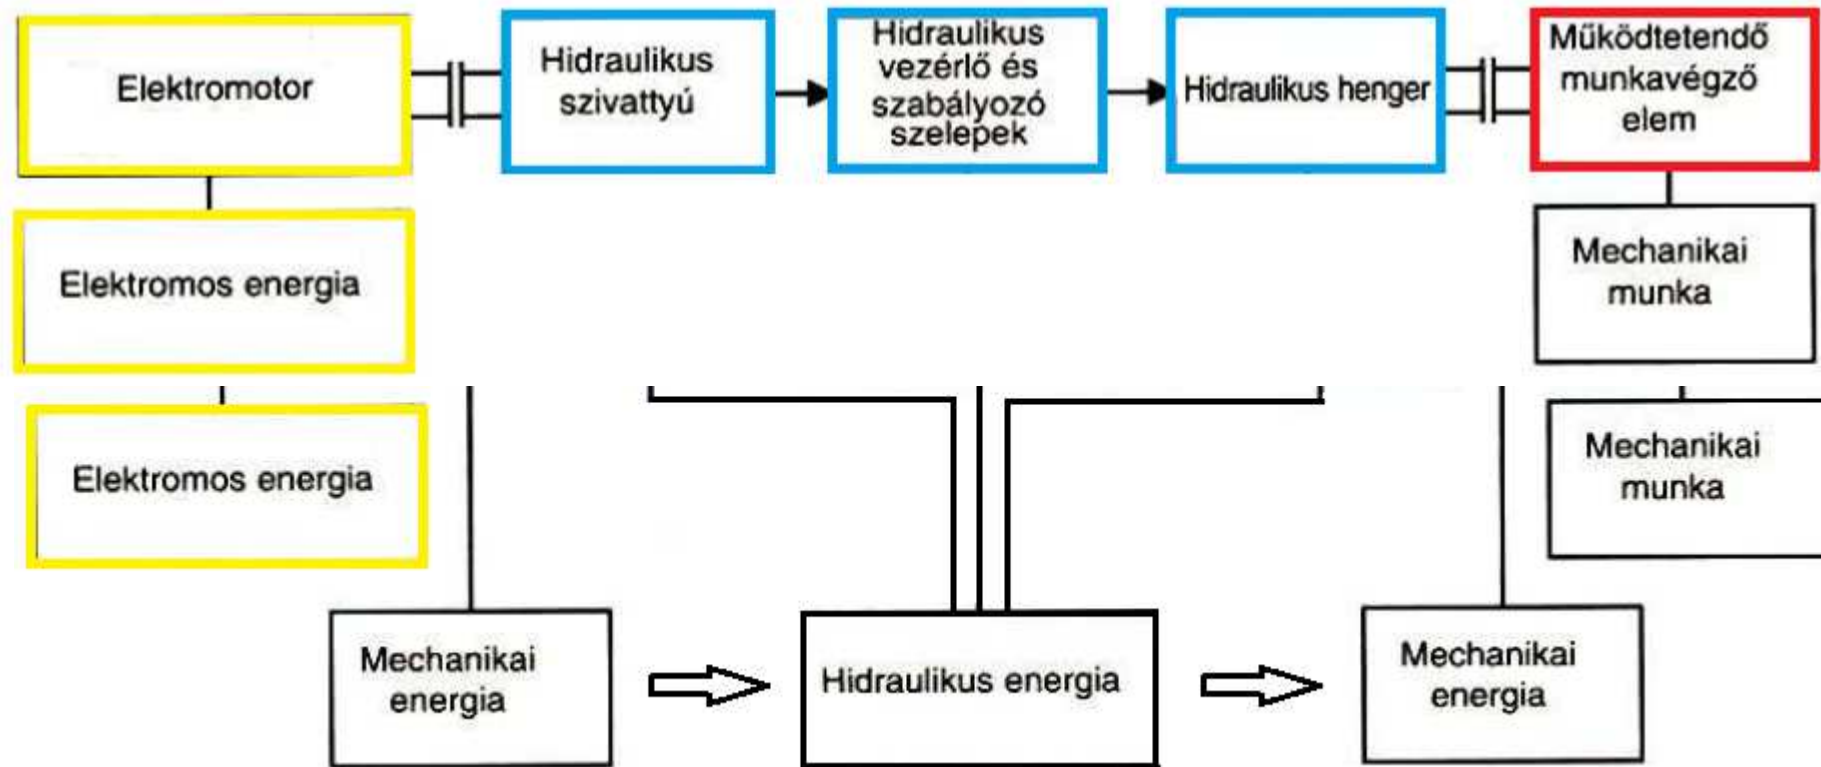 Elektromotor
Hidraulikus
szivattyú
Hidraulikus
vezérlő és
szabályozó
szelepek
Hidraulikus henger
Működtetendő
munkavégző
elem
Elektromos energia
Mechanikai
munka
Elektromos energia
Mechanikai
munka
Mechanikai
energia
Hidraulikus energia
Mechanikai
energia